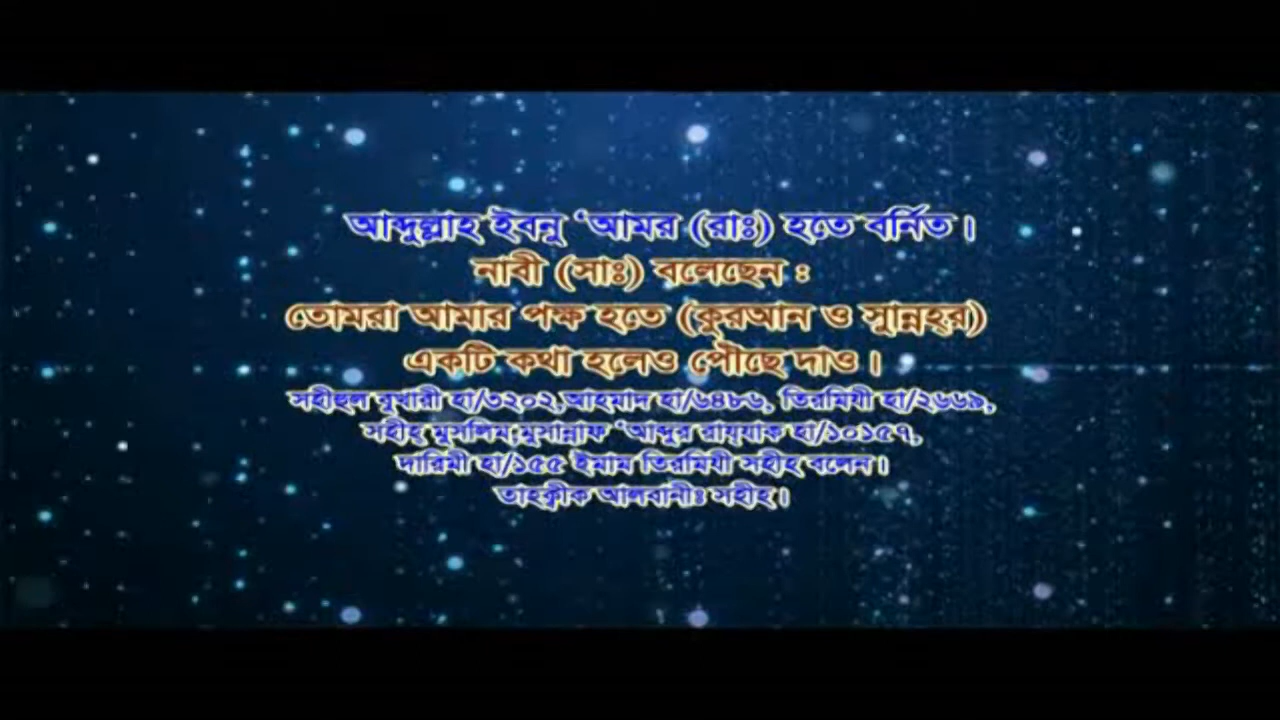 আব্দুল্লাহ ইবনু ‘আমর (রাঃ) হতে বর্নিত।
নাবী (সাঃ) বলেছেন :
তোমরা আমার পক্ষ হতে (কুরআন ও সুান্নহ্‌র)
একটি কথা হলেও পৌছে দাও।
সহীহুল বুখারী হা/৩২০২,আহমাদ হা/৬৪৮৬, তিরমিযী হা/২৬৬৯,
সহীহ্ মুসলিম,মুসান্নাফ ‘আব্দুর রায্‌যাক হা/১০১৫৭,
দারিমী হা/১৫৫ ইমাম তিরমিযী সহীহ বলেন।
তাহক্বীক আলবানীঃ সহীহ।